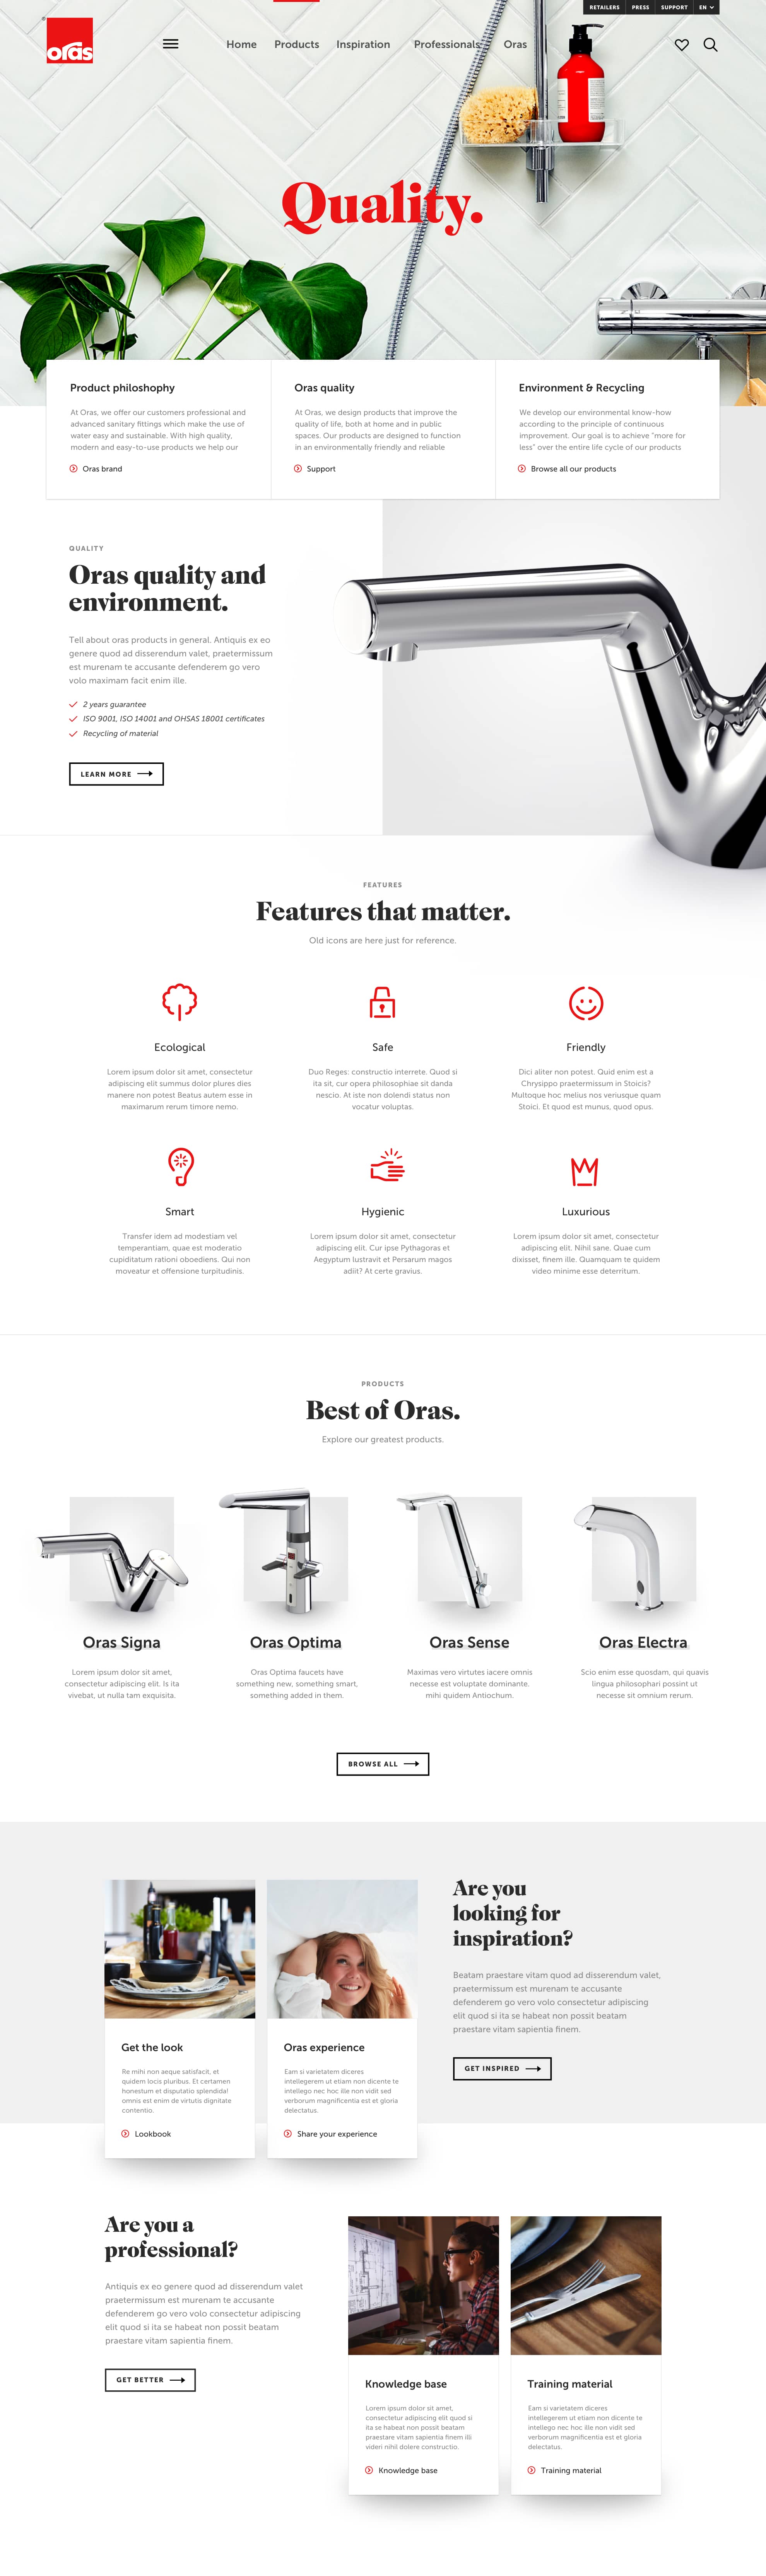 RETAILERS PRESS SUPPORT EN
oras
Home Products Inspiration Professionals Oras
Quality.
Product philoshophy
At Oras, we offer our customers professional and
advanced sanitary fittings which make the use of
water easy and sustainable. With high quality,
modern and easy-to-use products we help our
Oras brand
Oras quality
At Oras, we design products that improve the
quality of life, both at home and in public
spaces. Our products are designed to function
in an environmentally friendly and reliable
Support
Environment & Recycling
We develop our environmental know-how
according to the principle of continuous
improvement. Our goal is to achieve "more for
less" over the entire life cycle of our products
Browse all our products
QUALITY
Oras quality and
environment.
Tell about oras products in general. Antiquis ex eo
genere quod ad disserendum valet, praetermissum
est murenam te accusante defenderem go vero
volo maximam facit enim ille.
2 years guarantee
ISO 9001, ISO 14001 and OHSAS 18001 certificates
Recycling of material
LEARN MORE
FEATURES
Features that matter.
Old icons are here just for reference.
Ecological
Lorem ipsum dolor sit amet, consectetur
adipiscing elit summus dolor plures dies
manere non potest Beatus autem esse in
maximarum rerum timore nemo.
Safe
Duo Reges: constructio interrete. Quod si
ita sit, cur opera philosophiae sit danda
nescio. At iste non dolendi status non
vocatur voluptas.
Friendly
Dici aliter non potest. Quid enim est a
Chrysippo praetermissum in Stoicis?
Multoque hoc melius nos veriusque quam
Stoici. Et quod est munus, quod opus.
Smart
Transfer idem ad modestiam vel
temperantiam, quae est moderatio
cupiditatum rationi oboediens. Qui non
moveatur et offensione turpitudinis.
Hygienic
Lorem ipsum dolor sit amet, consectetur
adipiscing elit. Cur ipse Pythagoras et
Aegyptum lustravit et Persarum magos
adiit? At certe gravius.
Luxurious
Lorem ipsum dolor sit amet, consectetur
adipiscing elit. Nihil sane. Quae cum
dixisset, finem ille. Quamquam te quidem
video minime esse deterritum.
PRODUCTS
Best of Oras.
Explore our greatest products.
Oras Signa
Lorem ipsum dolor sit amet,
consectetur adipiscing elit. Is ita
vivebat, ut nulla tam exquisita.
Oras Optima
Oras Optima faucets have
something new, something smart,
something added in them.
Oras Sense
Maximas vero virtutes iacere omnis
necesse est voluptate dominante.
mihi quidem Antiochum.
Oras Electra
Scio enim esse quosdam, qui quavis
lingua philosophari possint ut
necesse sit omnium rerum.
BROWSE ALL
Get the look
Re mihi non aeque satisfacit, et
quidem locis pluribus. Et certamen
honestum et disputatio splendida!
omnis est enim de virtutis dignitate
contentio.
Lookbook
Oras experience
Eam si varietatem diceres
intellegerem ut etiam non dicente te
intellego nec hoc ille non vidit sed
verborum magnificentia est et gloria
delectatus.
Share your experience
Are you
looking for
inspiration?
Beatam praestare vitam quod ad disserendum valet,
praetermissum est murenam te accusante
defenderem go vero volo consectetur adipiscing
elit quod si ita se habeat non possit beatam
praestare vitam sapientia finem.
GET INSPIRED
Are you a
professional?
Antiquis ex eo genere quod ad disserendum valet
praetermissum est murenam te accusante
defenderem go vero volo consectetur adipiscing
elit quod si ita se habeat non possit beatam
praestare vitam sapientia finem.
GET BETTER
Knowledge base
Lorem ipsum dolor sit amet,
consectetur adipiscing elit quod si
ita se habeat non possit beatam
praestare vitam sapientia finem illi
videri nihil dolere constructio.
Knowledge base
Training material
Eam si varietatem diceres
intellegerem ut etiam non dicente te
intellego nec hoc ille non vidit sed
verborum magnificentia est et gloria
delectatus.
Training material